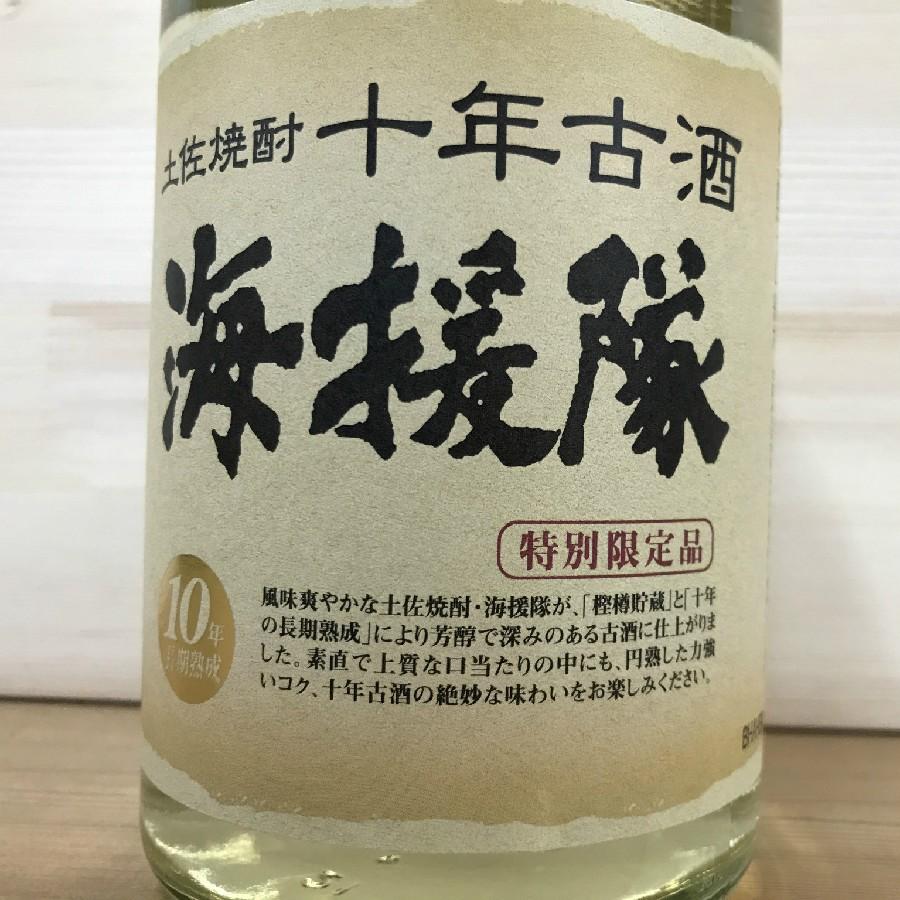 土佐焼酎 十年古酒
海援隊
特別限定品
10年
長期熟成
風味爽やかな土佐焼酎・海援隊が、「樫樽貯蔵」と「十年
の長期熟成」により芳醇で深みのある古酒に仕上がりま
した。素直で上質な口当たりの中にも、円熟した力強
いコク、十年古酒の絶妙な味わいをお楽しみください。